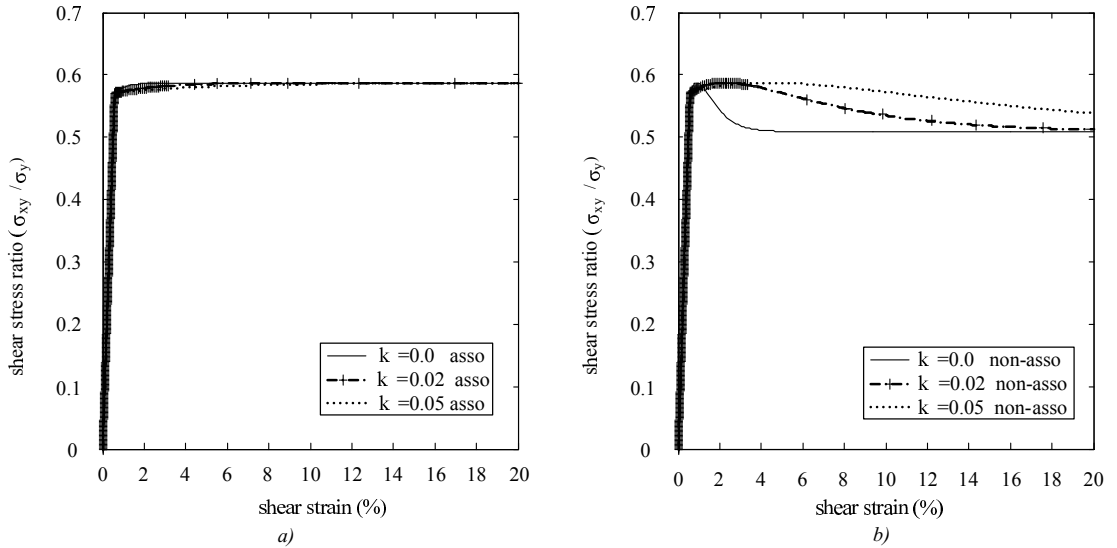 0.7
0.6
0.5
0.4
0.3
0.2
0.1
0
shear stress ratio ( σxy /σy)
k =0.0 asso
k =0.02 asso
k =0.05 asso
0 2 4 6 8 10 12 14 16 18 20
shear strain (%)
a)
0.7
0.6
0.5
0.4
0.3
0.2
0.1
0
shear stress ratio ( σxy /σy)
k =0.0 non-asso
k =0.02 non-asso
k =0.05 non-asso
0 2 4 6 8 10 12 14 16 18 20
shear strain (%)
b)